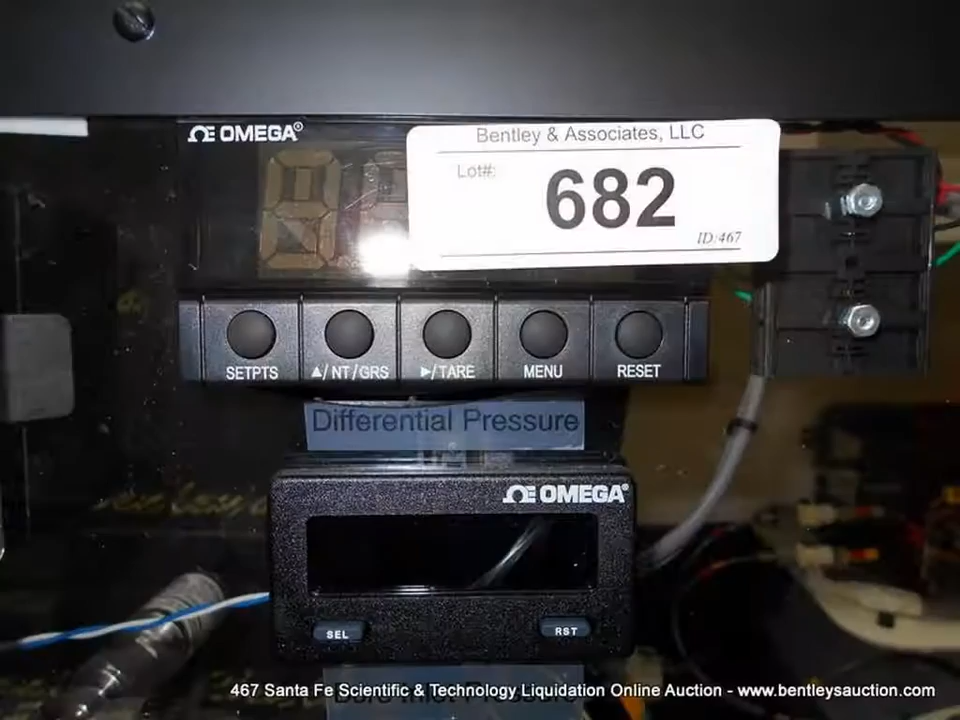 OMEGA®
Bentley & Associates, LLC
Lot#:
682
ID:467
SETPTS
▲/NT/GRS
►/TARE
MENU
RESET
Differential Pressure
OMEGA®
SEL
RST
467 Santa Fe Scientific & Technology Liquidation Online Auction - www.bentleysauction.com
Pressure